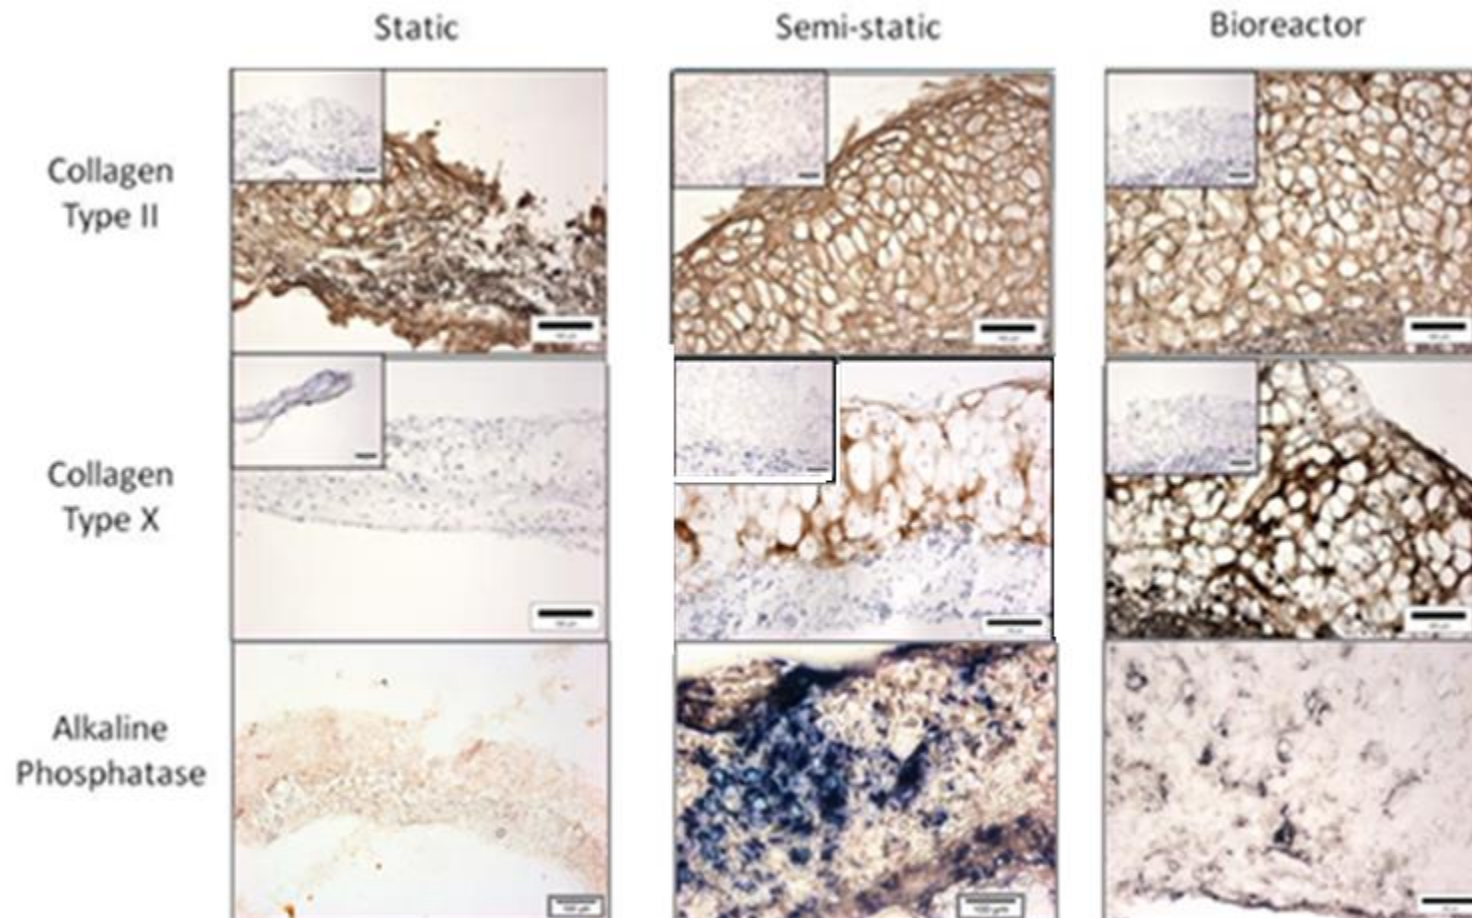 Static
Semi-static
Bioreactor
Collagen
Type II
Collagen
Type X
Alkaline
Phosphatase